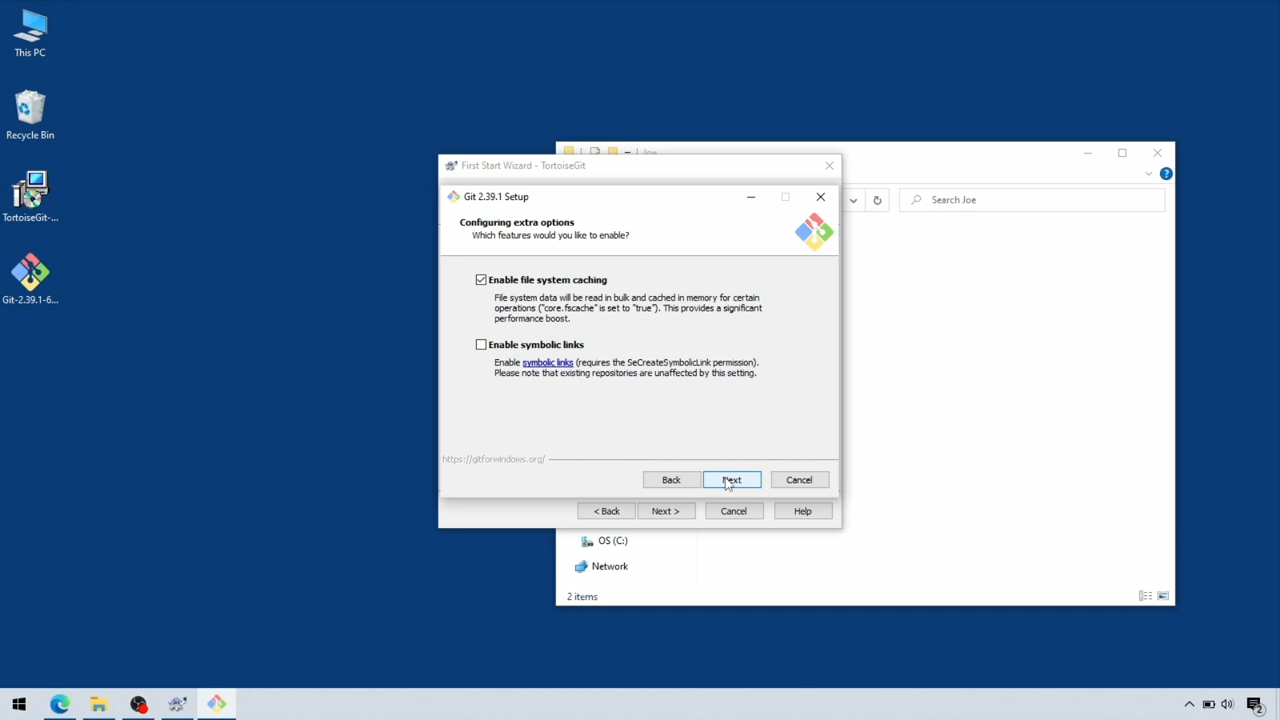 This PC
Recycle Bin
TortoiseGit-...
Git-2.39.1-6...
Joe
First Start Wizard - TortoiseGit
Git 2.39.1 Setup
Configuring extra options
Which features would you like to enable?
Search Joe
Enable file system caching
File system data will be read in bulk and cached in memory for certain
operations ("core.fscache" is set to "true"). This provides a significant
performance boost.
Enable symbolic links
Enable symbolic links (requires the SeCreateSymbolicLink permission).
Please note that existing repositories are unaffected by this setting.
https://gitforwindows.org/
Back
Next
Cancel
< Back
Next >
Cancel
Help
OS (C:)
Network
2 items
2